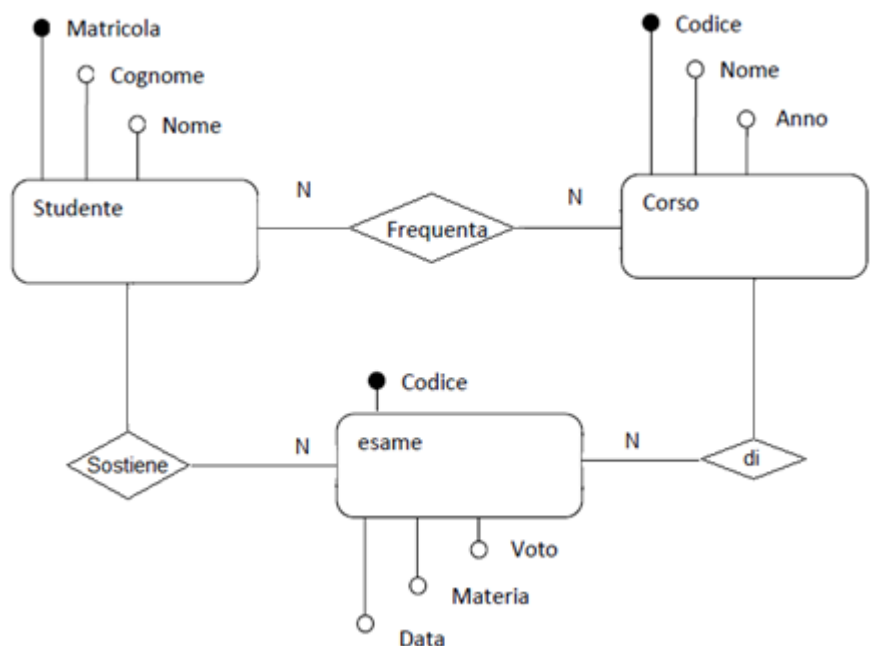 Matricola
Cognome
Nome
Studente
N
Frequenta
N
Codice
Nome
Anno
Corso
Sostiene
N
Codice
esame
N
di
Voto
Materia
Data